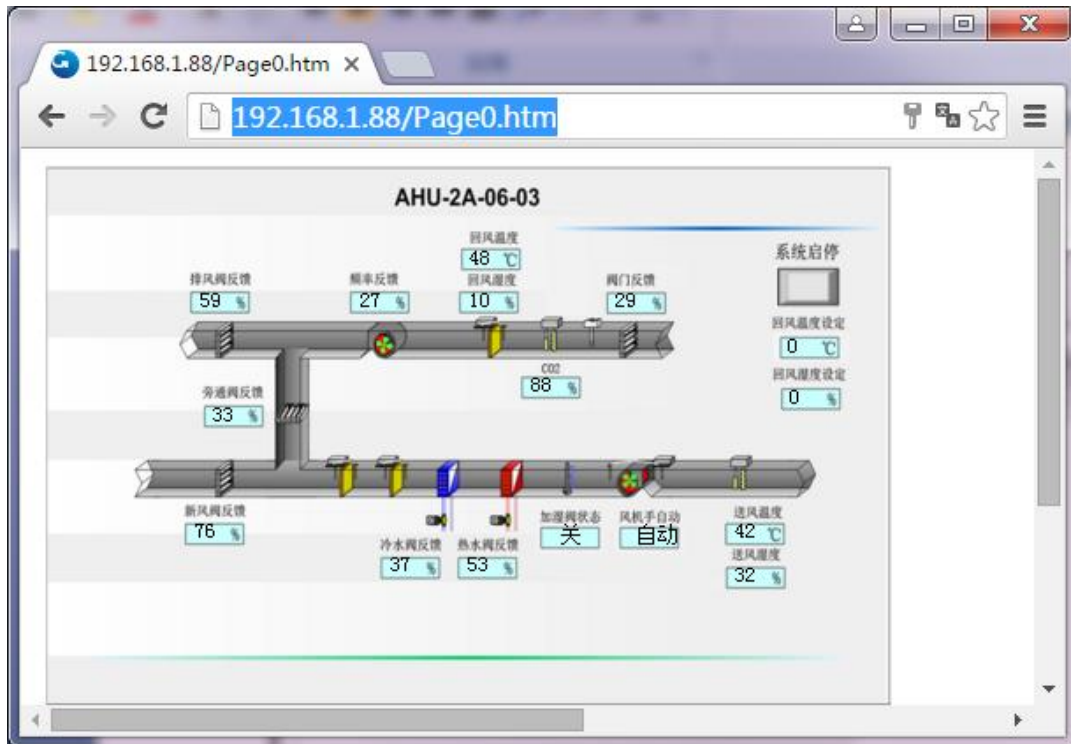 192.168.1.88/Page0.htm
192.168.1.88/Page0.htm
AHU-2A-06-03
回风温度
48 ℃
系统启停
排风阀反馈
频率反馈
回风湿度
阀门反馈
59 %
27 %
10 %
29 %
回风温度设定
0 ℃
CO2
88 %
回风湿度设定
0 %
旁通阀反馈
33 %
新风阀反馈
76 %
加湿阀状态
关
风机手自动
自动
送风温度
42 ℃
冷水阀反馈
37 %
热水阀反馈
53 %
送风湿度
32 %